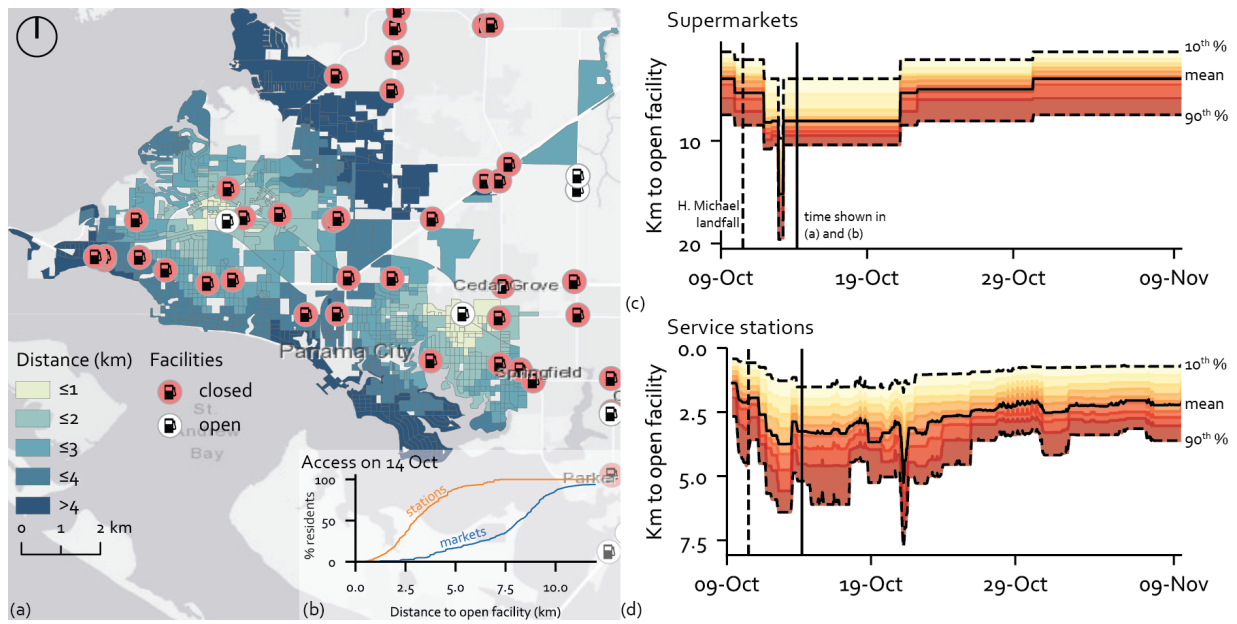 Cedar Grove
Panama City
Springfield
St.
Andrew
Bay
Parker
Distance (km)
≤1
≤2
≤3
≤4
>4
0 1 2 km
Facilities
closed
open
(a)
Access on 14 Oct
% residents
100
50
0
stations
markets
0.0 2.5 5.0 7.5 10.0
Distance to open facility (km)
(b)
Supermarkets
Km to open facility
10
20
H. Michael
landfall
time shown in
(a) and (b)
10th %
mean
90th %
09-Oct 19-Oct 29-Oct 09-Nov
(c)
Service stations
Km to open facility
0.0
2.5
5.0
7.5
10th %
mean
90th %
09-Oct 19-Oct 29-Oct 09-Nov
(d)